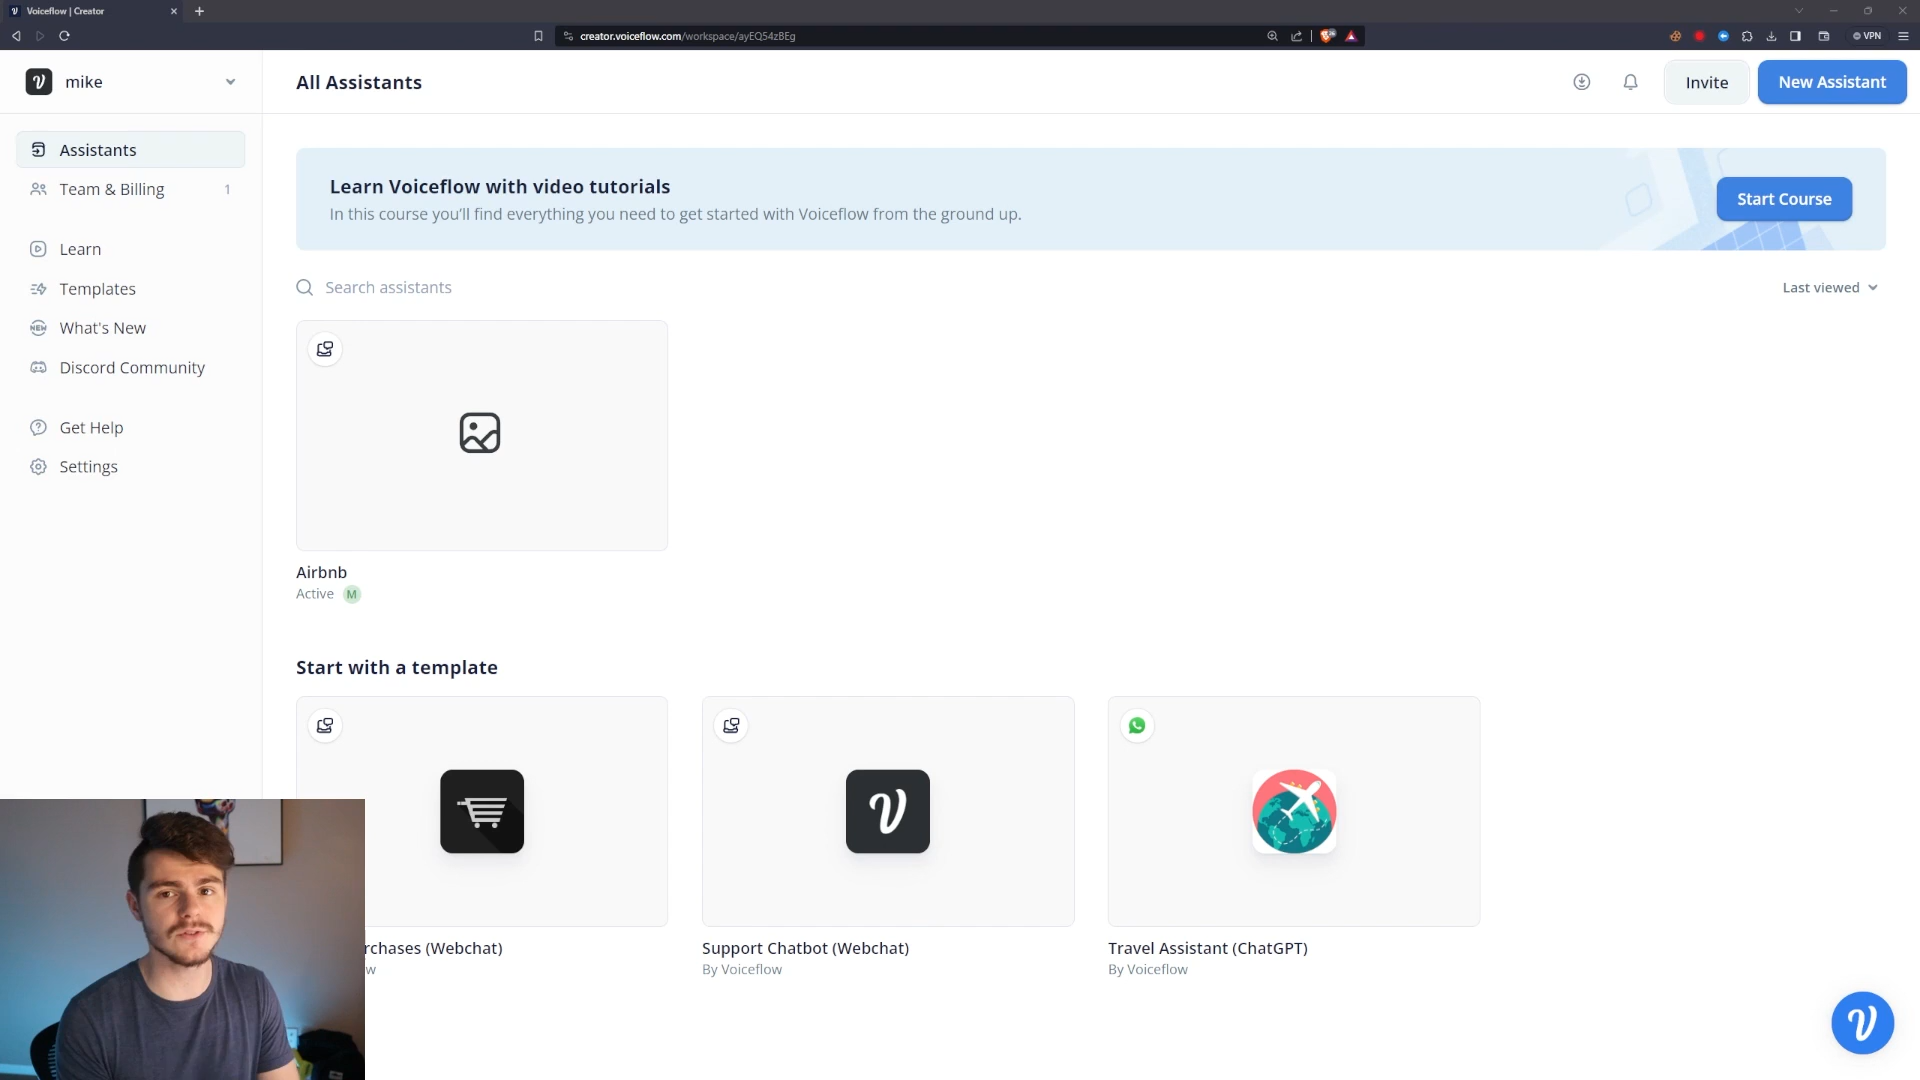 Voiceflow | Creator
creator.voiceflow.com/workspace/ayEQ54zBEg
VPN
mike
All Assistants
Invite
New Assistant
Assistants
Team & Billing 1
Learn
Templates
NEW What's New
Discord Community
Get Help
Settings
Learn Voiceflow with video tutorials
In this course you'll find everything you need to get started with Voiceflow from the ground up.
Start Course
Search assistants
Last viewed
Airbnb
Active M
Start with a template
rchases (Webchat)
w
Support Chatbot (Webchat)
By Voiceflow
Travel Assistant (ChatGPT)
By Voiceflow